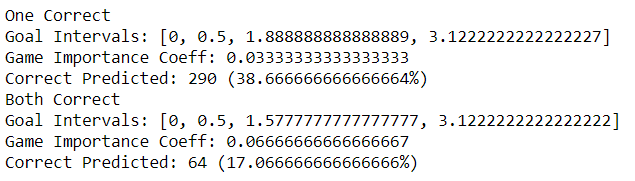 One Correct
Goal Intervals: [0, 0.5, 1.888888888888889, 3.1222222222222227]
Game Importance Coeff: 0.03333333333333333
Correct Predicted: 290 (38.666666666666664%)
Both Correct
Goal Intervals: [0, 0.5, 1.5777777777777777, 3.1222222222222222]
Game Importance Coeff: 0.06666666666666667
Correct Predicted: 64 (17.066666666666666%)